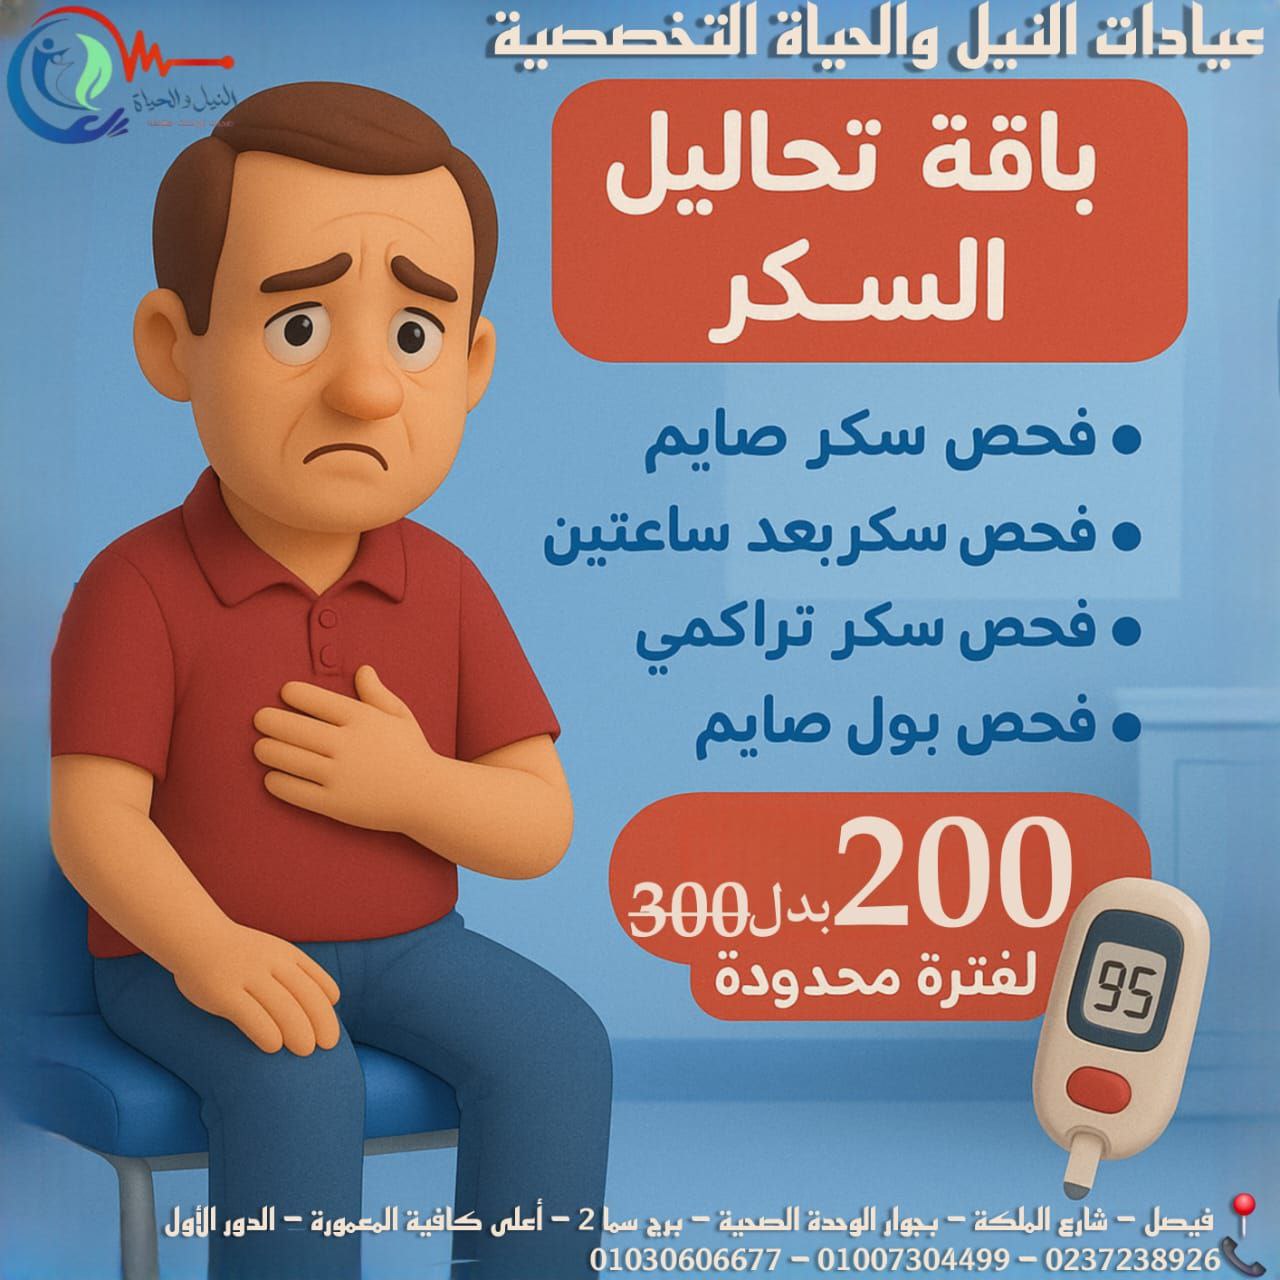 عيادات النيل والحياة التخصصية
النيل والحياة
باقة تحاليل
السكر
• فحص سكر صايم
• فحص سكر بعد ساعتين
• فحص سكر تراكمي
• فحص بول صايم
200 بدل 300
لفترة محدودة
95
فيصل – شارع الملكة – بجوار الوحدة الصحية – برج سما 2 – أعلى كافية المعمورة – الدور الأول
01030606677 – 01007304499 – 0237238926